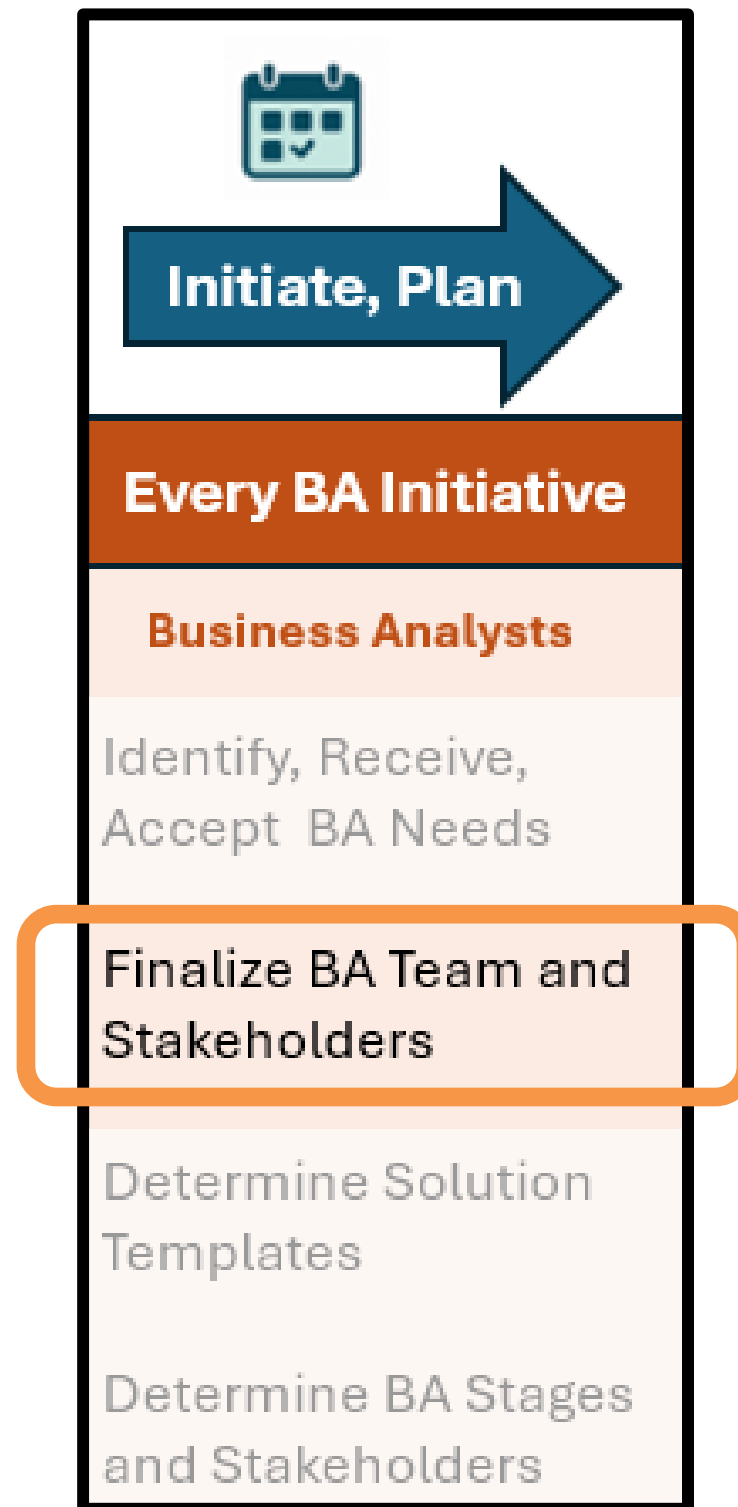 Initiate, Plan
Every BA Initiative
Business Analysts
Identify, Receive,
Accept  BA Needs
Finalize BA Team and
Stakeholders
Determine Solution
Templates
Determine BA Stages
and Stakeholders